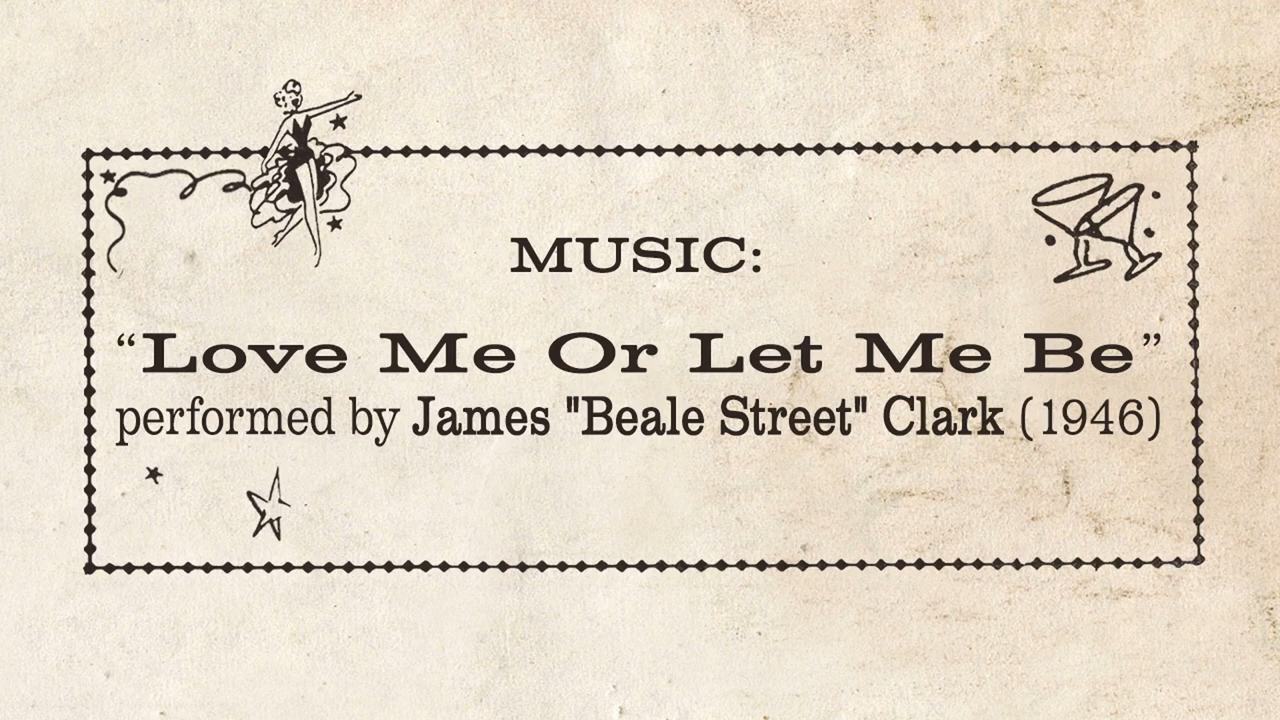 MUSIC:
“Love Me Or Let Me Be”
performed by James "Beale Street" Clark (1946)